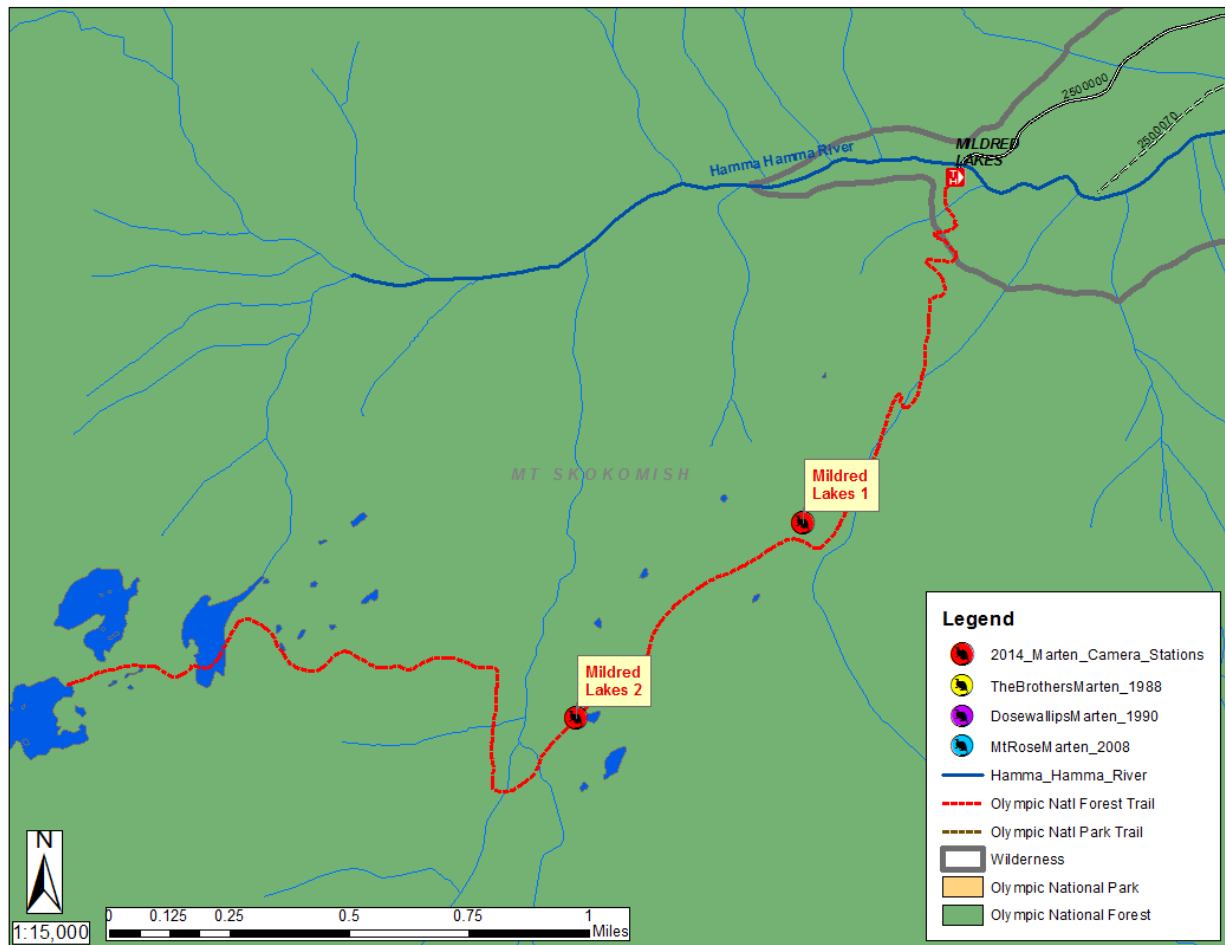 2500000
2500070
MILDRED
LAKES
Hamma Hamma River
T
H
MT SKOKOMISH
Mildred
Lakes 1
Mildred
Lakes 2
Legend
2014_Marten_Camera_Stations
TheBrothersMarten_1988
DosewallipsMarten_1990
MtRoseMarten_2008
Hamma_Hamma_River
Olympic Natl Forest Trail
Olympic Natl Park Trail
Wilderness
Olympic National Park
Olympic National Forest
N
1:15,000
0 0.125 0.25 0.5 0.75 1
Miles